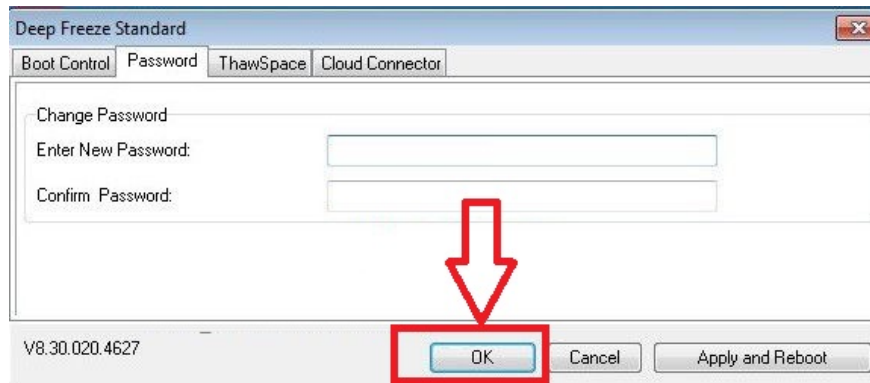 Deep Freeze Standard
Boot Control Password ThawSpace Cloud Connector
Change Password
Enter New Password:
Confirm Password:
V8.30.020.4627
OK Cancel Apply and Reboot